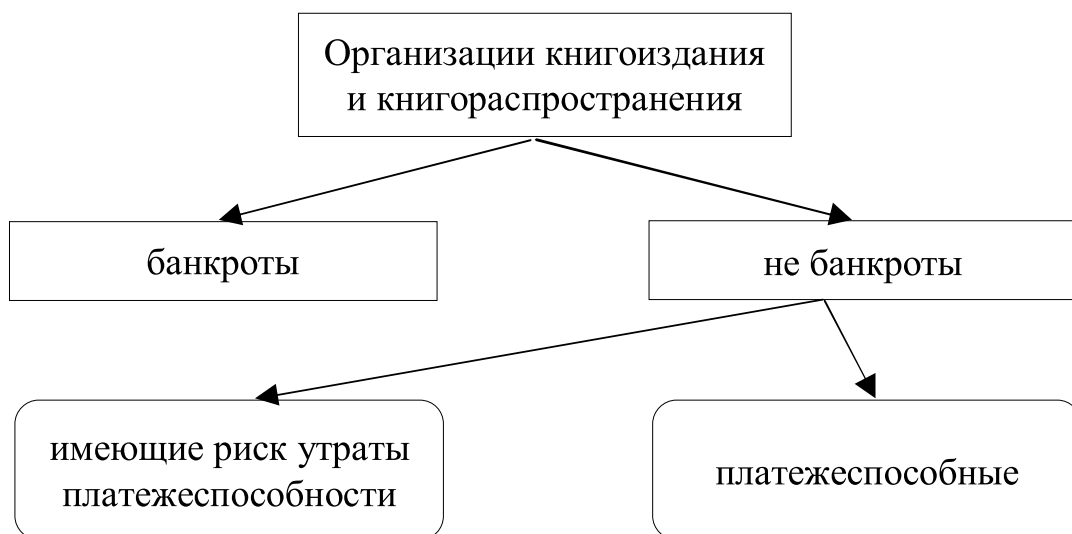 Организации книгоиздания
и книгораспространения
банкроты
не банкроты
имеющие риск утраты
платежеспособности
платежеспособные